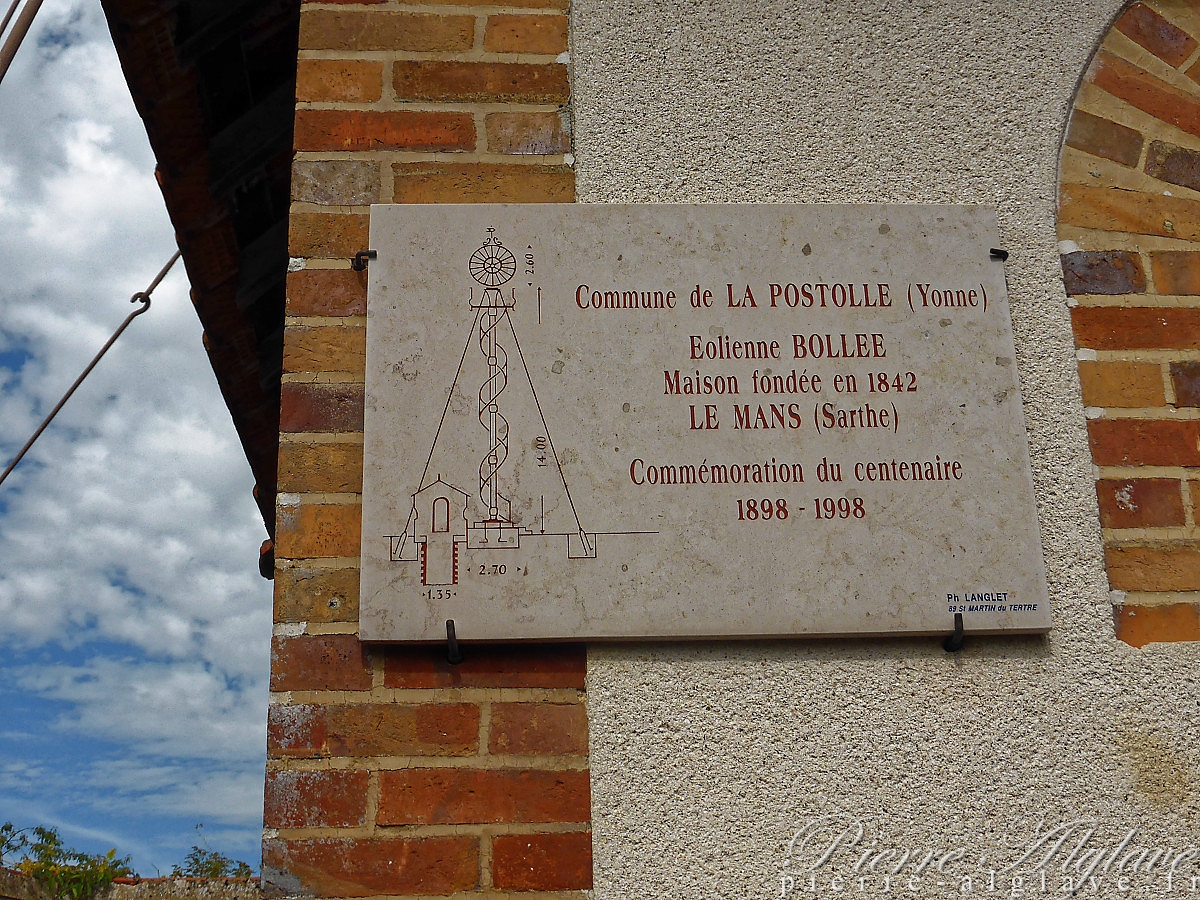 Commune de LA POSTOLLE (Yonne)
Eolienne BOLLEE
Maison fondée en 1842
LE MANS (Sarthe)
Commémoration du centenaire
1898 - 1998
2.60
14.00
2.70
1.35
Ph LANGLET
89 St MARTIN du TERTRE
Pierre Alglave
pierre-alglave.fr